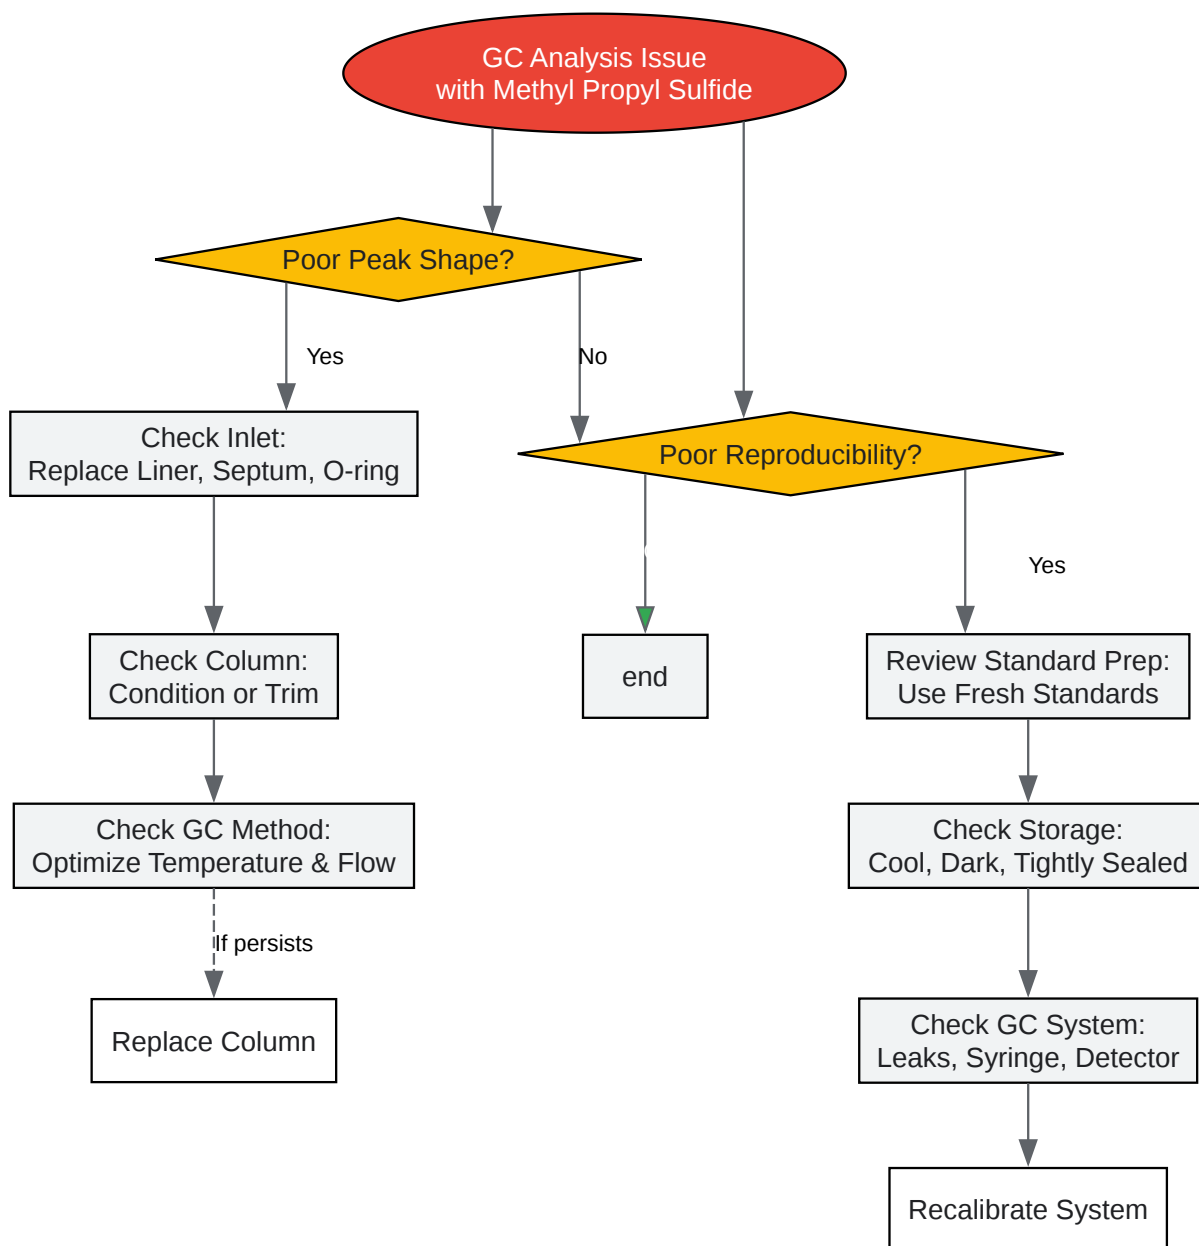 GC Analysis Issue
with Methyl Propyl Sulfide
Poor Peak Shape?
Yes
No
Check Inlet:
Replace Liner, Septum, O-ring
Poor Reproducibility?
Yes
Check Column:
Condition or Trim
end
Review Standard Prep:
Use Fresh Standards
Check GC Method:
Optimize Temperature & Flow
Check Storage:
Cool, Dark, Tightly Sealed
If persists
Replace Column
Check GC System:
Leaks, Syringe, Detector
Recalibrate System